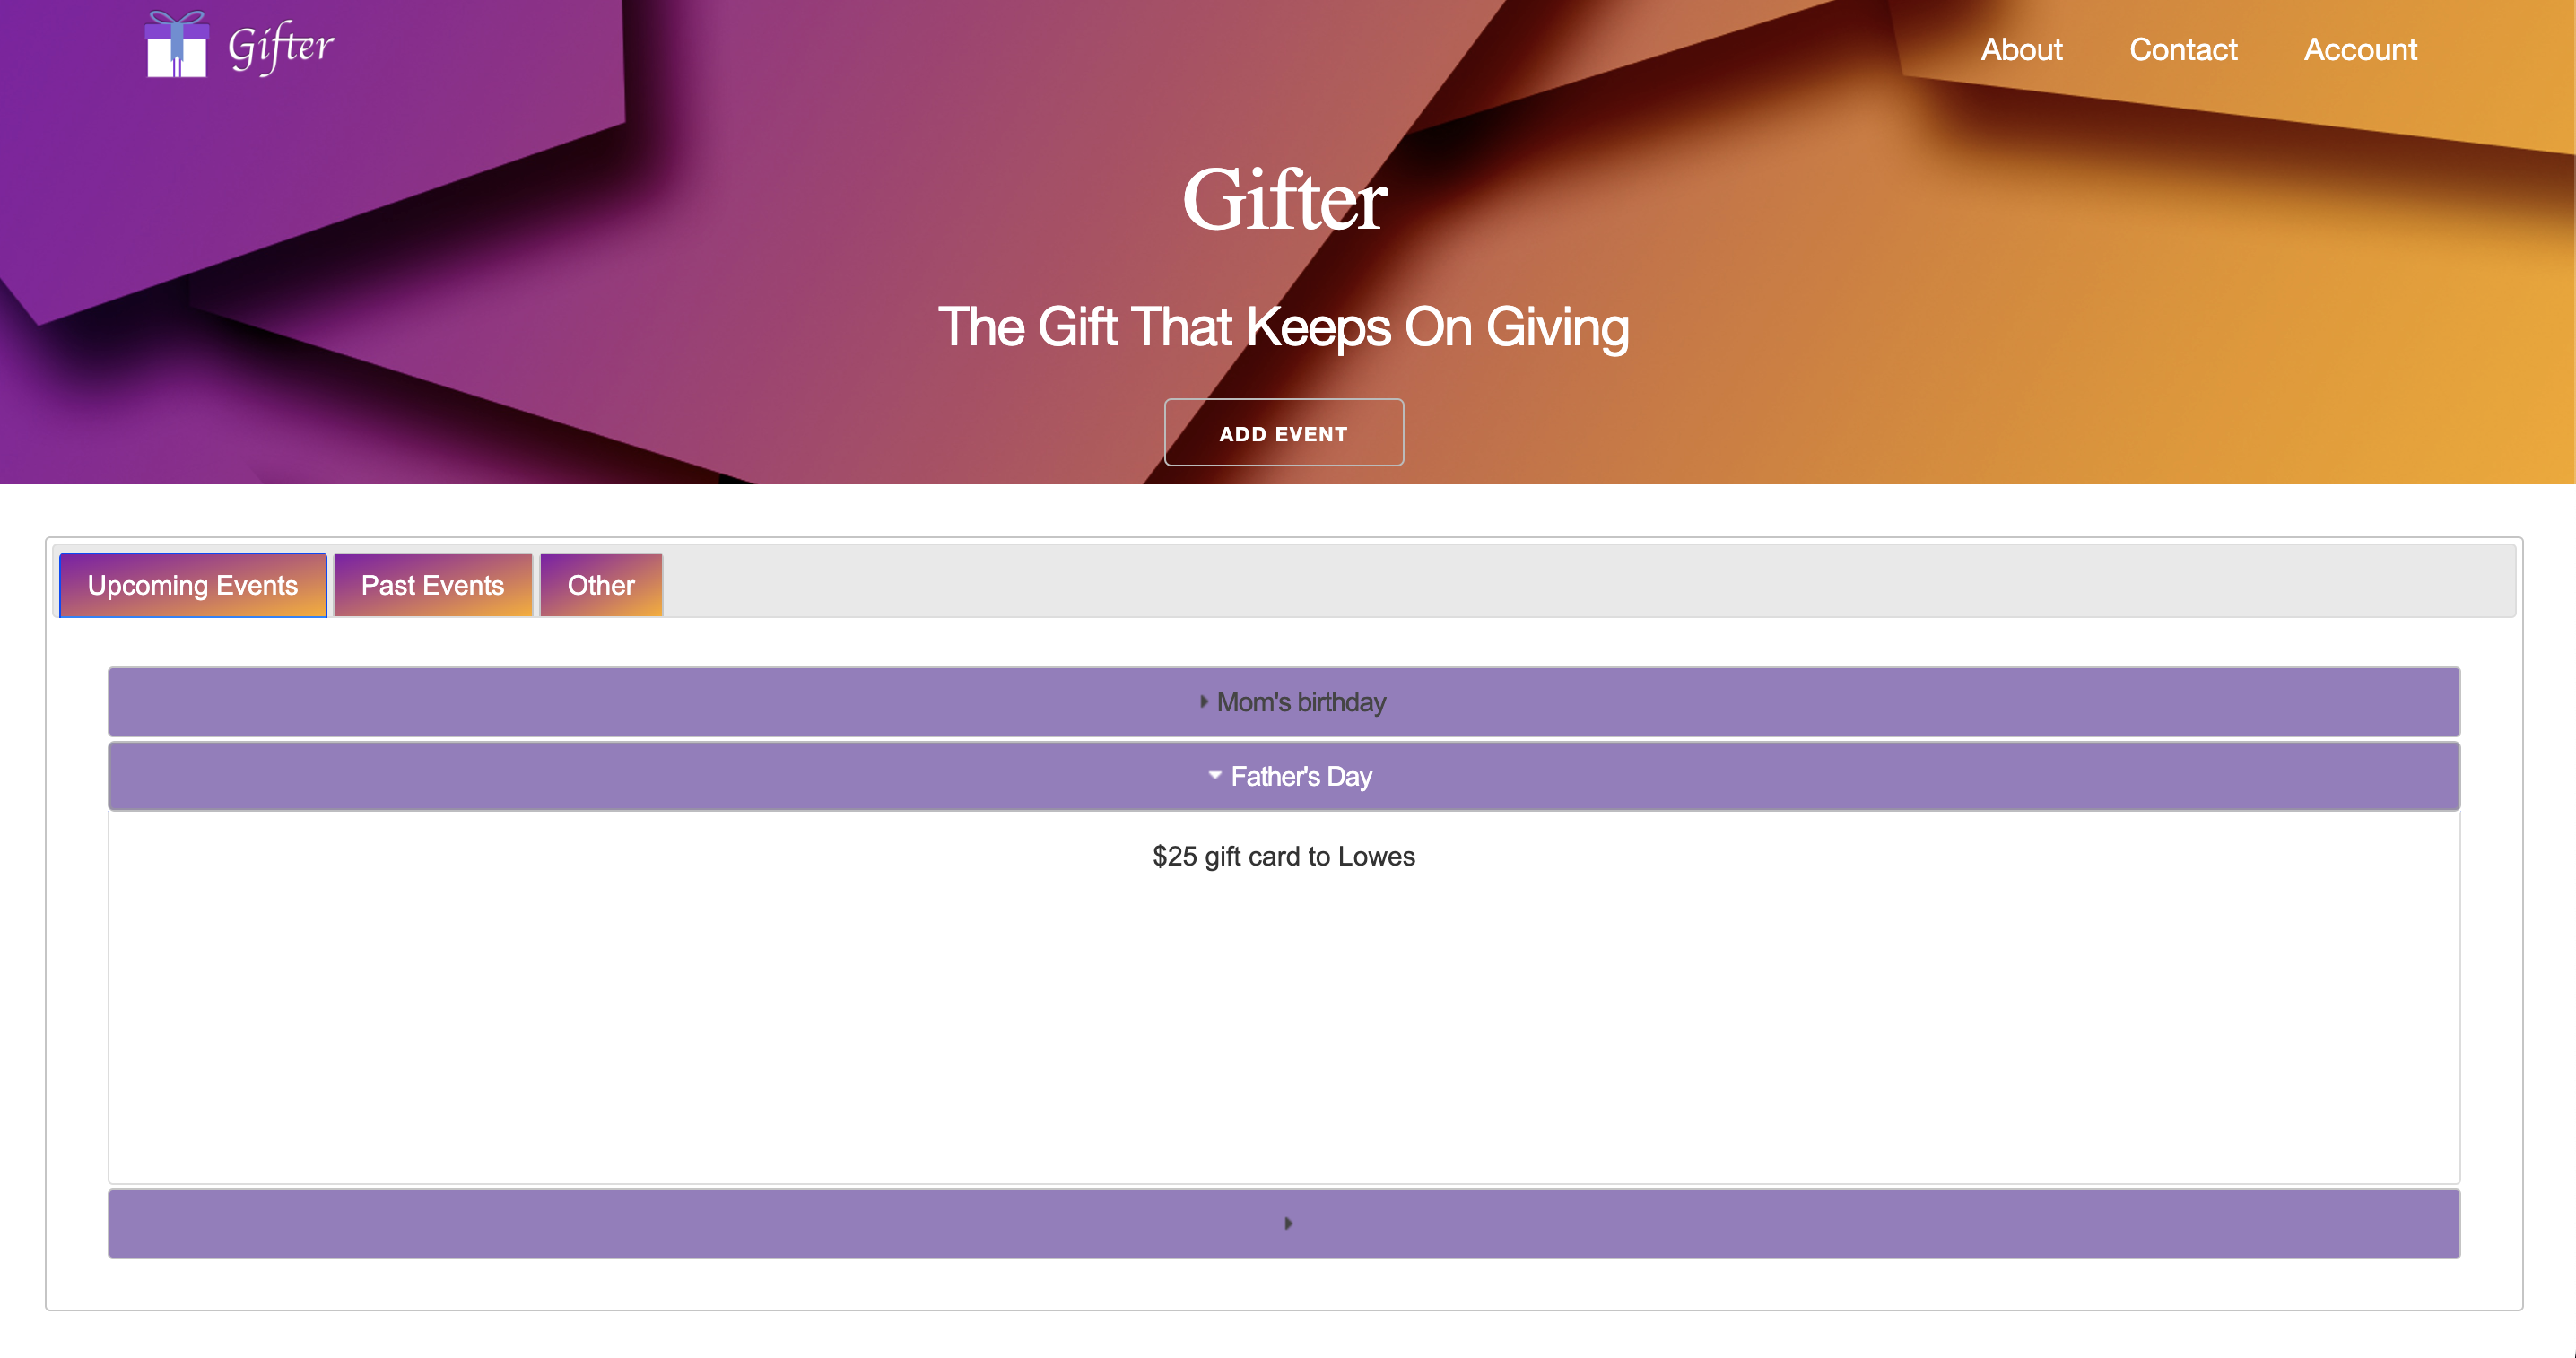 Gifter
About Contact Account
Gifter
The Gift That Keeps On Giving
ADD EVENT
Upcoming Events Past Events Other
Mom's birthday
Father's Day
$25 gift card to Lowes